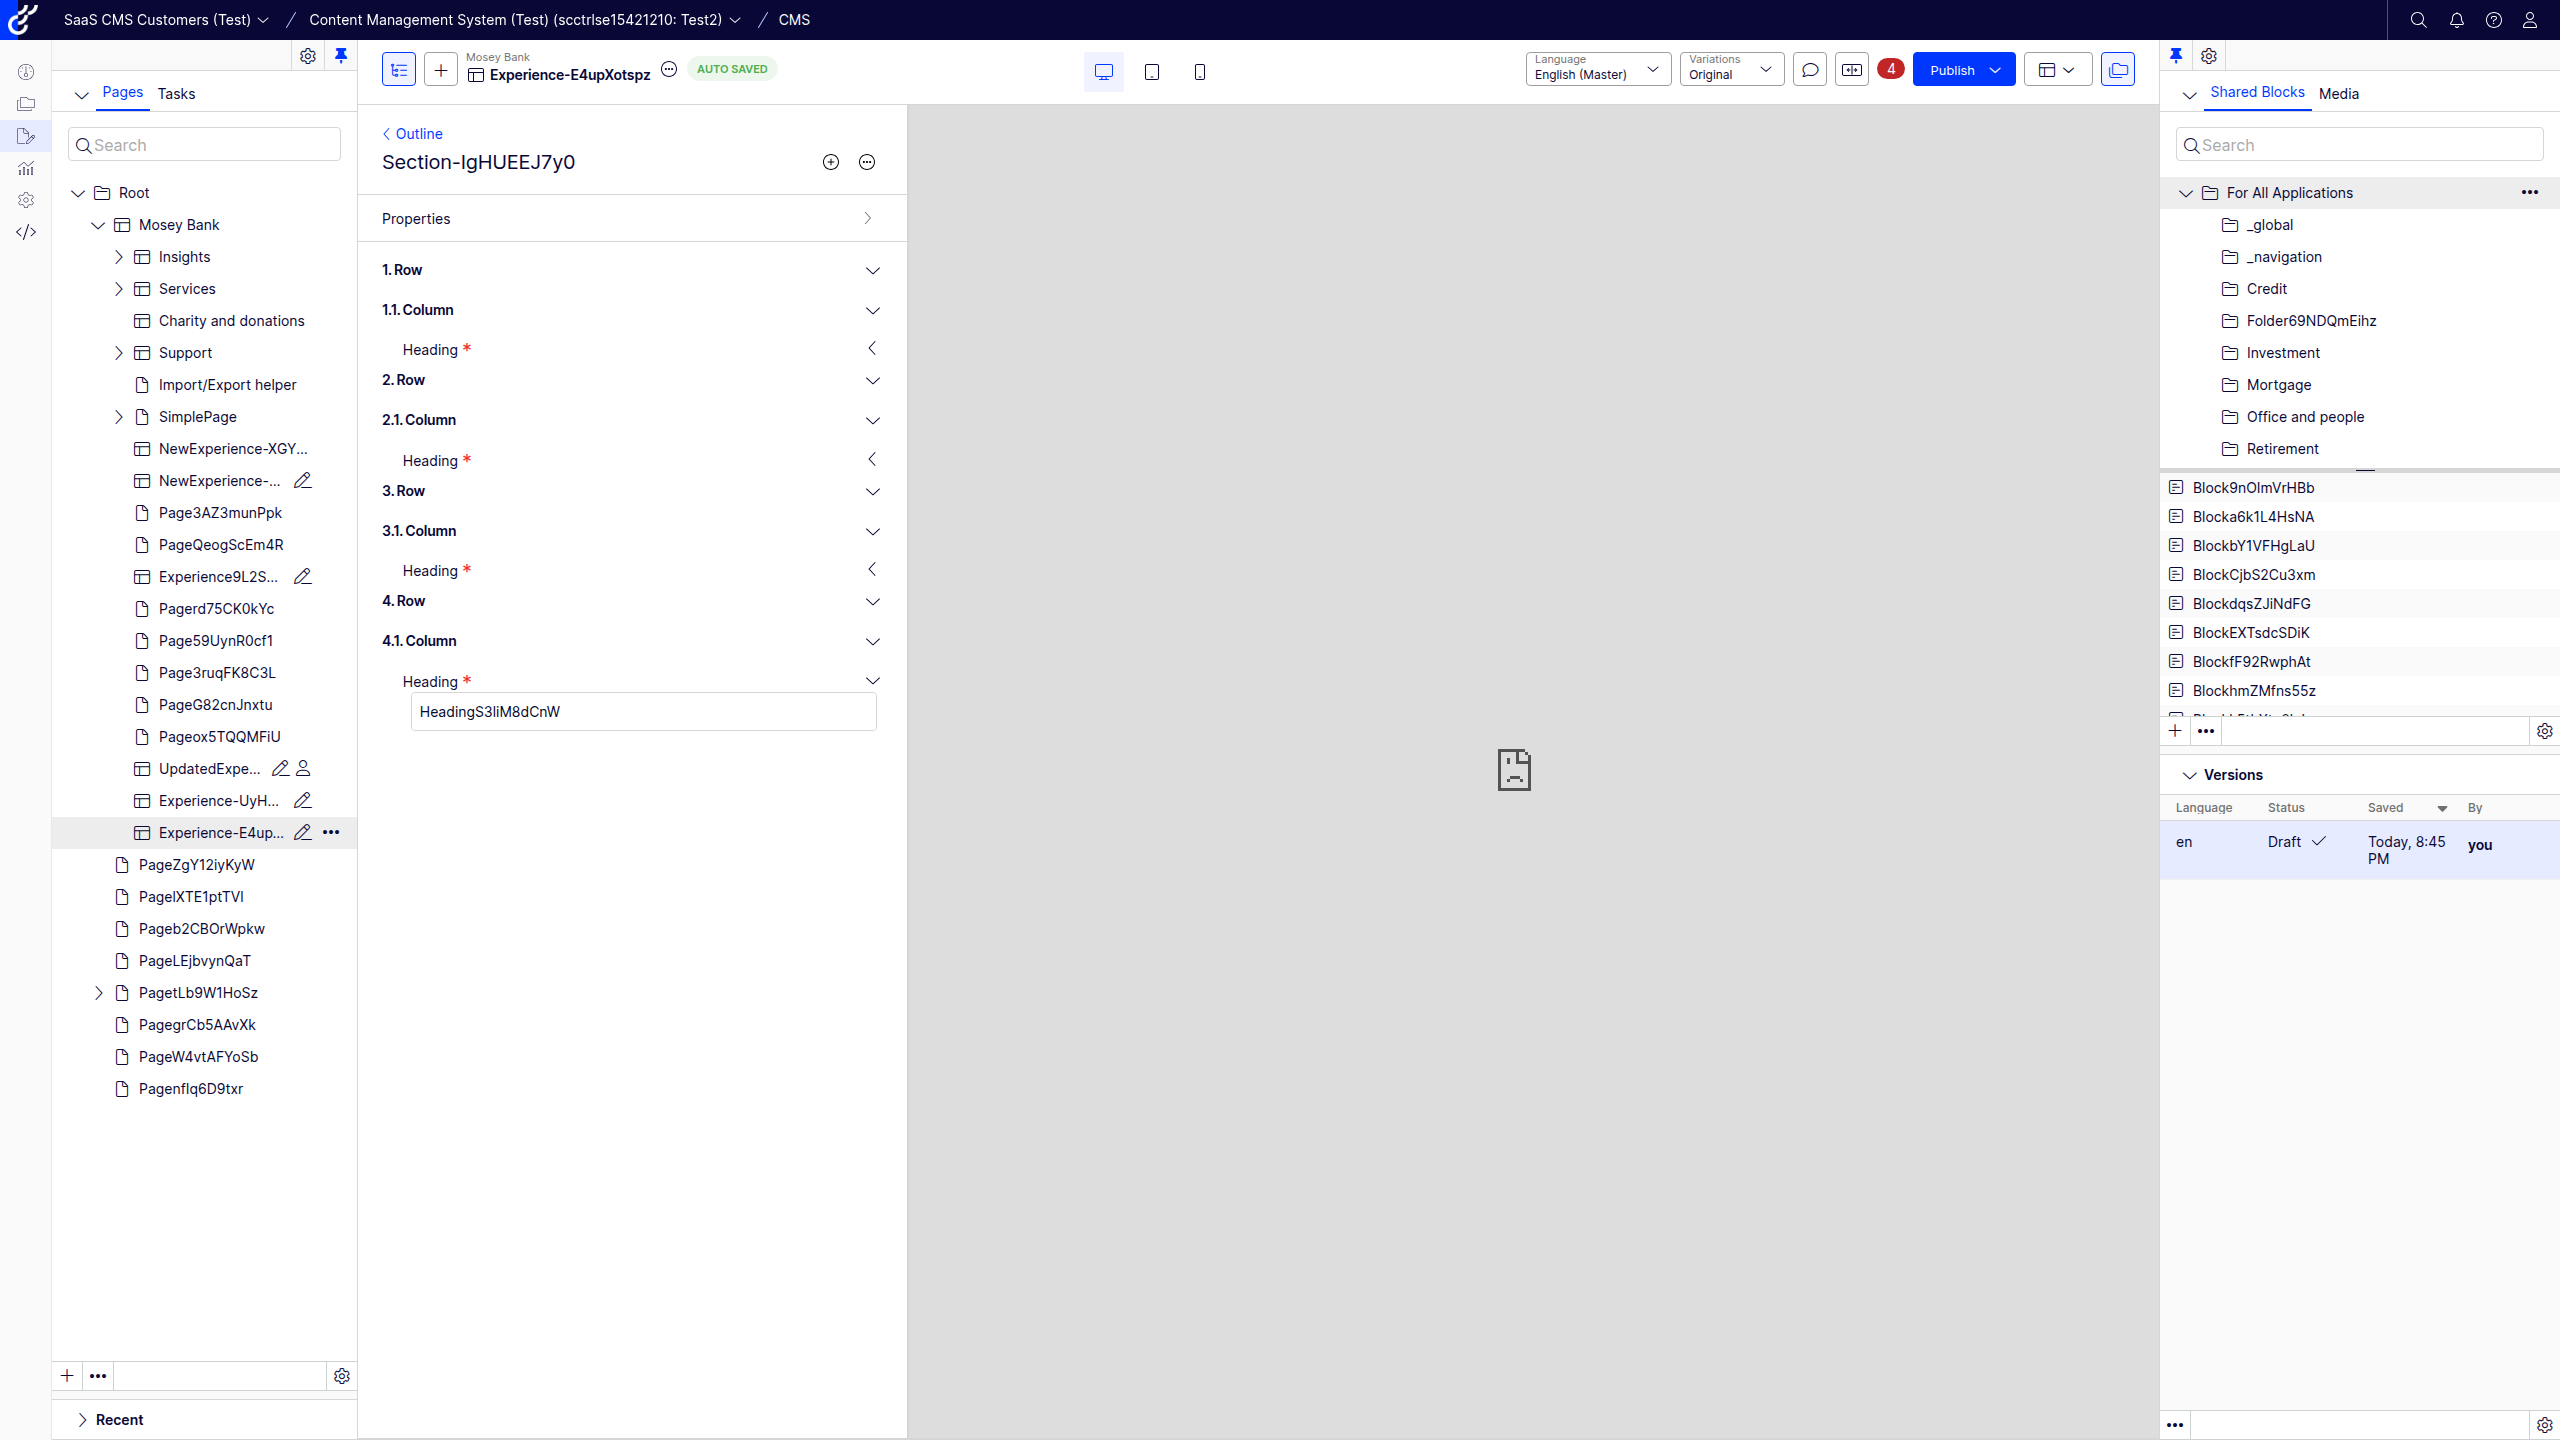 SaaS CMS Customers (Test) / Content Management System (Test) (scctrlse15421210: Test2) / CMS
Pages Tasks
Search
Root
Mosey Bank
Insights
Services
Charity and donations
Support
Import/Export helper
SimplePage
NewExperience-XGY...
NewExperience-...
Page3AZ3munPpk
PageQeogScEm4R
Experience9L2S...
Pagerd75CK0kYc
Page59UynR0cf1
Page3ruqFK8C3L
PageG82cnJnxtu
Pageox5TQQMFiU
UpdatedExpe...
Experience-UyH...
Experience-E4up...
PageZgY12iyKyW
PagelXTE1ptTVl
Pageb2CBOrWpkw
PageLEjbvynQaT
PagetLb9W1HoSz
PagegrCb5AAvXk
PageW4vtAFYoSb
Pagenflq6D9txr
Recent
Mosey Bank
Experience-E4upXotspz
AUTO SAVED
Language
English (Master)
Variations
Original
4
Publish
Outline
Section-IgHUEEJ7y0
Properties
1. Row
1.1. Column
Heading *
2. Row
2.1. Column
Heading *
3. Row
3.1. Column
Heading *
4. Row
4.1. Column
Heading *
HeadingS3liM8dCnW
Shared Blocks Media
Search
For All Applications
_global
_navigation
Credit
Folder69NDQmEihz
Investment
Mortgage
Office and people
Retirement
Block9nOlmVrHBb
Blocka6k1L4HsNA
BlockbY1VFHgLaU
BlockCjbS2Cu3xm
BlockdqsZJiNdFG
BlockEXTsdcSDiK
BlockfF92RwphAt
BlockhmZMfns55z
Versions
Language Status Saved By
en Draft Today, 8:45 PM you